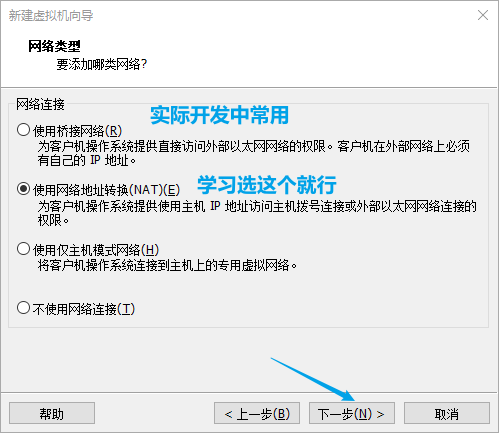 新建虚拟机向导
网络类型
要添加哪类网络?
网络连接
实际开发中常用
使用桥接网络(R)
为客户机操作系统提供直接访问外部以太网网络的权限。客户机在外部网络上必须
有自己的 IP 地址。
使用网络地址转换(NAT)(E)
学习选这个就行
为客户机操作系统提供使用主机 IP 地址访问主机拨号连接或外部以太网网络连接的
权限。
使用仅主机模式网络(H)
将客户机操作系统连接到主机上的专用虚拟网络。
不使用网络连接(T)
帮助
< 上一步(B)
下一步(N) >
取消